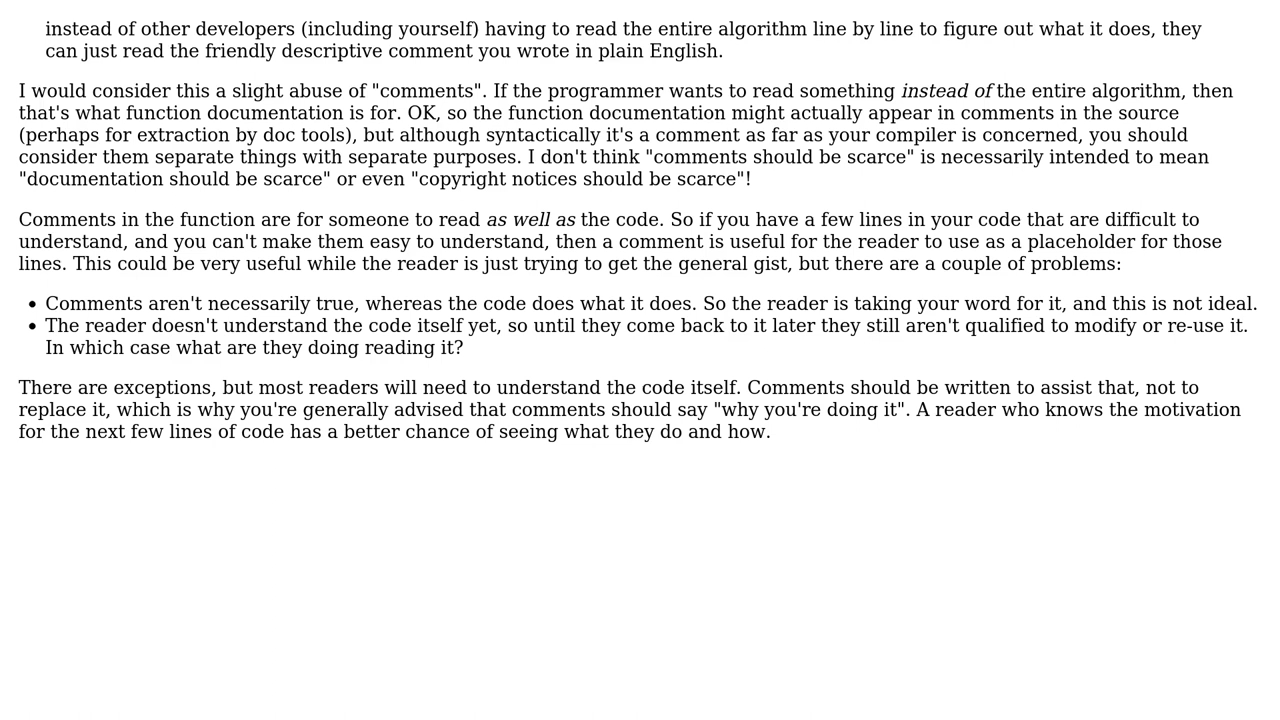 instead of other developers (including yourself) having to read the entire algorithm line by line to figure out what it does, they
can just read the friendly descriptive comment you wrote in plain English.
I would consider this a slight abuse of "comments". If the programmer wants to read something instead of the entire algorithm, then
that's what function documentation is for. OK, so the function documentation might actually appear in comments in the source
(perhaps for extraction by doc tools), but although syntactically it's a comment as far as your compiler is concerned, you should
consider them separate things with separate purposes. I don't think "comments should be scarce" is necessarily intended to mean
"documentation should be scarce" or even "copyright notices should be scarce"!
Comments in the function are for someone to read as well as the code. So if you have a few lines in your code that are difficult to
understand, and you can't make them easy to understand, then a comment is useful for the reader to use as a placeholder for those
lines. This could be very useful while the reader is just trying to get the general gist, but there are a couple of problems:
• Comments aren't necessarily true, whereas the code does what it does. So the reader is taking your word for it, and this is not ideal.
• The reader doesn't understand the code itself yet, so until they come back to it later they still aren't qualified to modify or re-use it.
In which case what are they doing reading it?
There are exceptions, but most readers will need to understand the code itself. Comments should be written to assist that, not to
replace it, which is why you're generally advised that comments should say "why you're doing it". A reader who knows the motivation
for the next few lines of code has a better chance of seeing what they do and how.